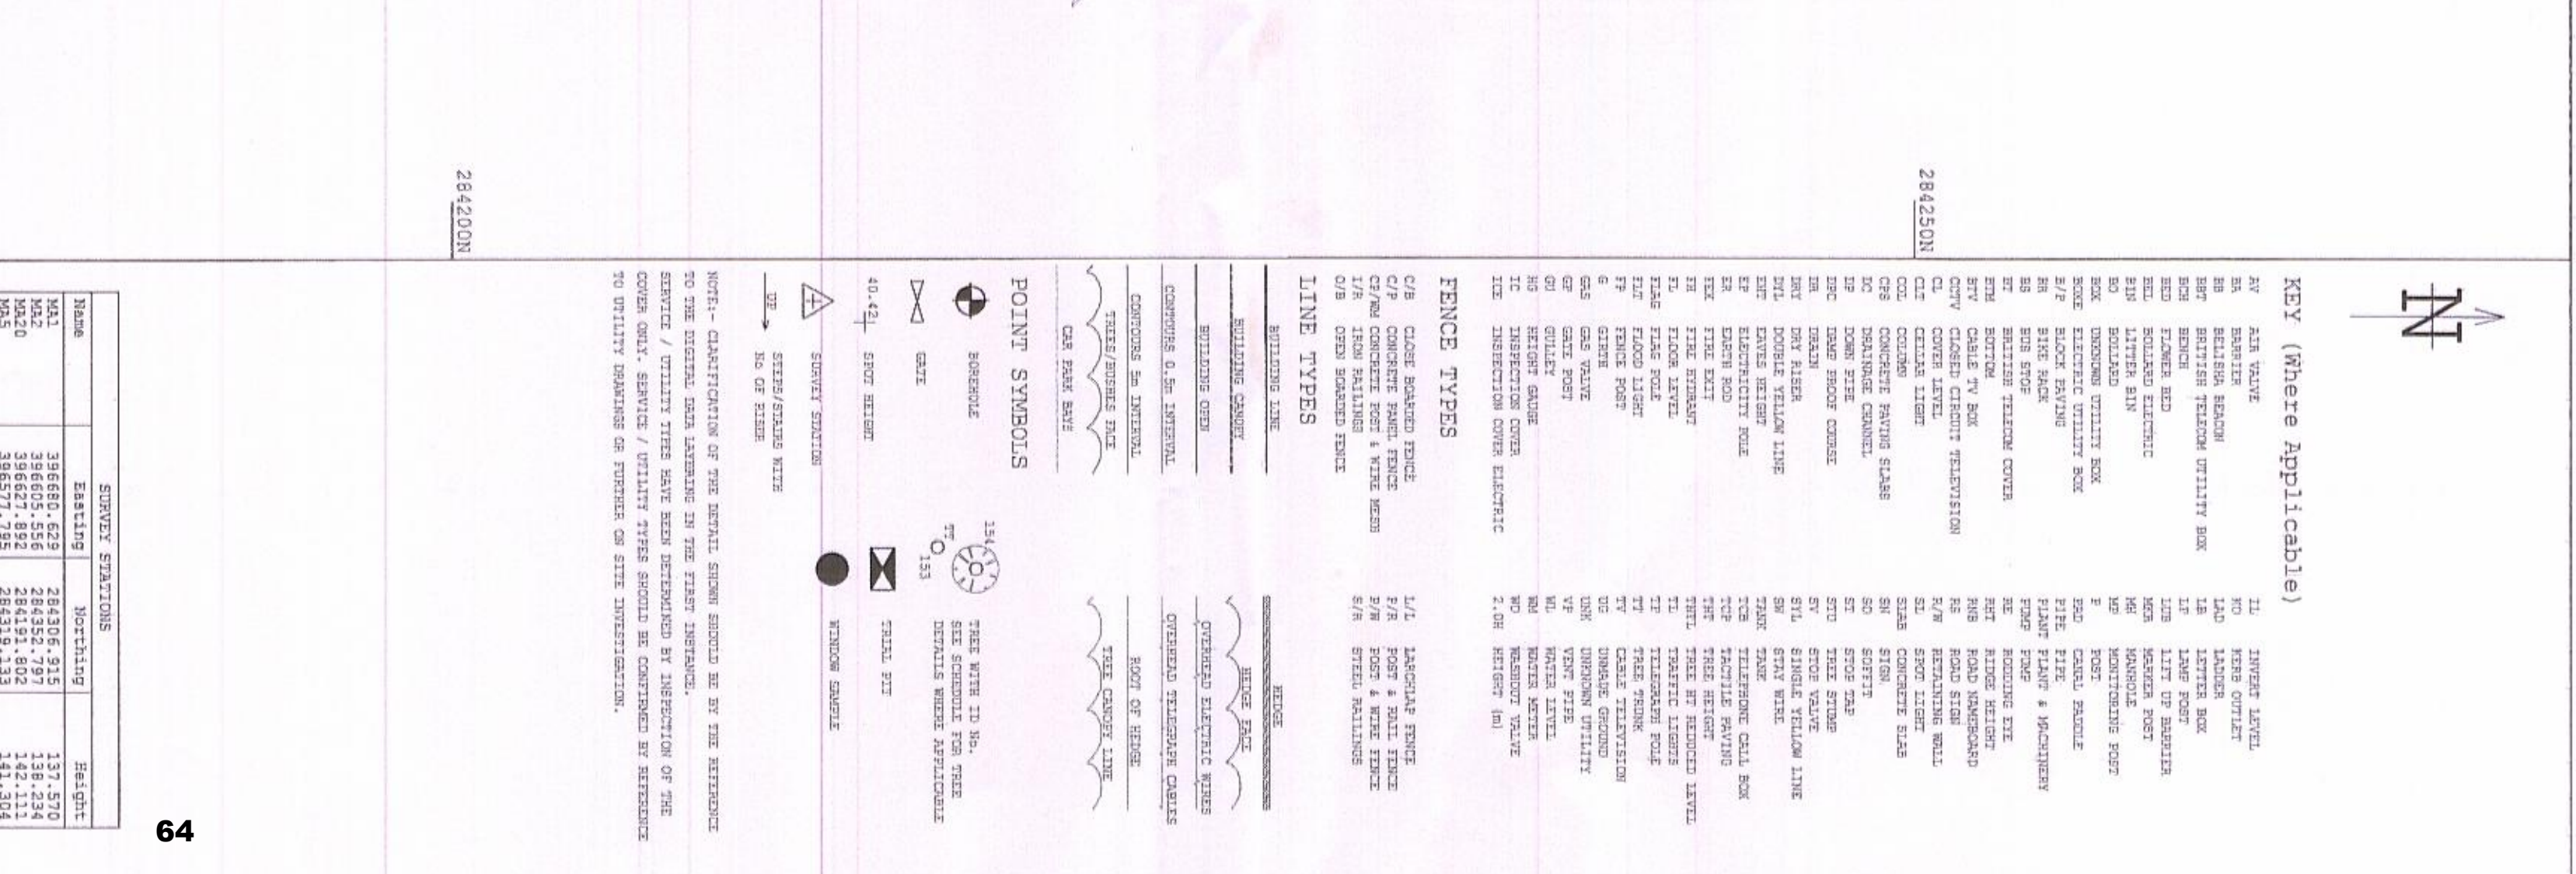 N
284250N
284200N
KEY (Where Applicable)
AV AIR VALVE
BA BARRIER
BB BELISHA BEACON
BBT BRITISH TELECOM UTILITY BOX
BCH BENCH
BED FLOWER BED
BEL BOLLARD ELECTRIC
BIN LITTER BIN
BO BOLLARD
BOX UNKNOWN UTILITY BOX
BOXE ELECTRIC UTILITY BOX
B/P BLOCK PAVING
BR BIKE RACK
BS BUS STOP
BT BRITISH TELECOM COVER
BTM BOTTOM
BTV CABLE TV BOX
CCTV CLOSED CIRCUIT TELEVISION
CL COVER LEVEL
CLT CELLAR LIGHT
COL COLUMN
CPS CONCRETE PAVING SLABS
DC DRAINAGE CHANNEL
DP DOWN PIPE
DPC DAMP PROOF COURSE
DR DRAIN
DRY DRY RISER
DYL DOUBLE YELLOW LINE
EHT EAVES HEIGHT
EP ELECTRICITY POLE
ER EARTH ROD
FEX FIRE EXIT
FH FIRE HYDRANT
FL FLOOR LEVEL
FLAG FLAG POLE
FLT FLOOD LIGHT
FP FENCE POST
G GIRTH
GAS GAS VALVE
GP GATE POST
GU GULLEY
HG HEIGHT GAUGE
IC INSPECTION COVER
ICE INSPECTION COVER ELECTRIC
IL INVERT LEVEL
KO KERB OUTLET
LAD LADDER
LB LETTER BOX
LP LAMP POST
LUB LIFT UP BARRIER
MKR MARKER POST
MH MANHOLE
MP MONITORING POST
P POST
PAD CANAL PADDLE
PIPE PIPE
PLANT PLANT & MACHINERY
PUMP PUMP
RE RODDING EYE
RHT RIDGE HEIGHT
RNB ROAD NAMEBOARD
RS ROAD SIGN
R/W RETAINING WALL
SL SPOT LIGHT
SLAB CONCRETE SLAB
SN SIGN
SO SOFFIT
ST STOP TAP
STU TREE STUMP
SV STOP VALVE
SYL SINGLE YELLOW LINE
SW STAY WIRE
TANK TANK
TCB TELEPHONE CALL BOX
TCP TACTILE PAVING
THT TREE HEIGHT
THTL TREE HT REDUCED LEVEL
TL TRAFFIC LIGHTS
TP TELEGRAPH POLE
TT TREE TRUNK
TV CABLE TELEVISION
UG UNMADE GROUND
UNK UNKNOWN UTILITY
VP VENT PIPE
WL WATER LEVEL
WM WATER METER
WO WASHOUT VALVE
2.0H HEIGHT (m)
FENCE TYPES
C/B CLOSE BOARDED FENCE
C/P CONCRETE PANEL FENCE
CP/WM CONCRETE POST & WIRE MESH
I/R IRON RAILINGS
O/B OPEN BORDED FENCE
L/L LARCHLAP FENCE
P/R POST & RAIL FENCE
P/W POST & WIRE FENCE
S/R STEEL RAILINGS
LINE TYPES
BUILDING LINE
BUILDING CANOPY
BUILDING OPEN
CONTOURS 0.5m INTERVAL
CONTOURS 5m INTERVAL
TREES/BUSHES FACE
CAR PARK BAYS
HEDGE
HEDGE FACE
OVERHEAD ELECTRIC WIRES
OVERHEAD TELEGRAPH CABLES
ROOT OF HEDGE
TREE CANOPY LINE
POINT SYMBOLS
BOREHOLE
GATE
40.42 SPOT HEIGHT
SURVEY STATION
UP STEPS/STAIRS WITH
No OF RISER
154
TT 153
TREE WITH ID No.
SEE SCHEDULE FOR TREE
DETAILS WHERE APPLICABLE
TRIAL PIT
WINDOW SAMPLE
NOTE:- CLARIFICATION OF THE DETAIL SHOWN SHOULD BE BY THE REFERENCE
TO THE DIGITAL DATA LAYERING IN THE FIRST INSTANCE.
SERVICE / UTILITY TYPES HAVE BEEN DETERMINED BY INSPECTION OF THE
COVER ONLY. SERVICE / UTILITY TYPES SHOULD BE CONFIRMED BY REFERENCE
TO UTILITY DRAWINGS OR FURTHER ON SITE INVESTIGATION.
SURVEY STATIONS
Name Easting Northing Height
MA1 396680.629 284306.915 137.570
MA2 396605.556 284352.797 138.234
MA20 396627.892 284191.802 142.111
MA5 396577.795 284319.133 141.304
64